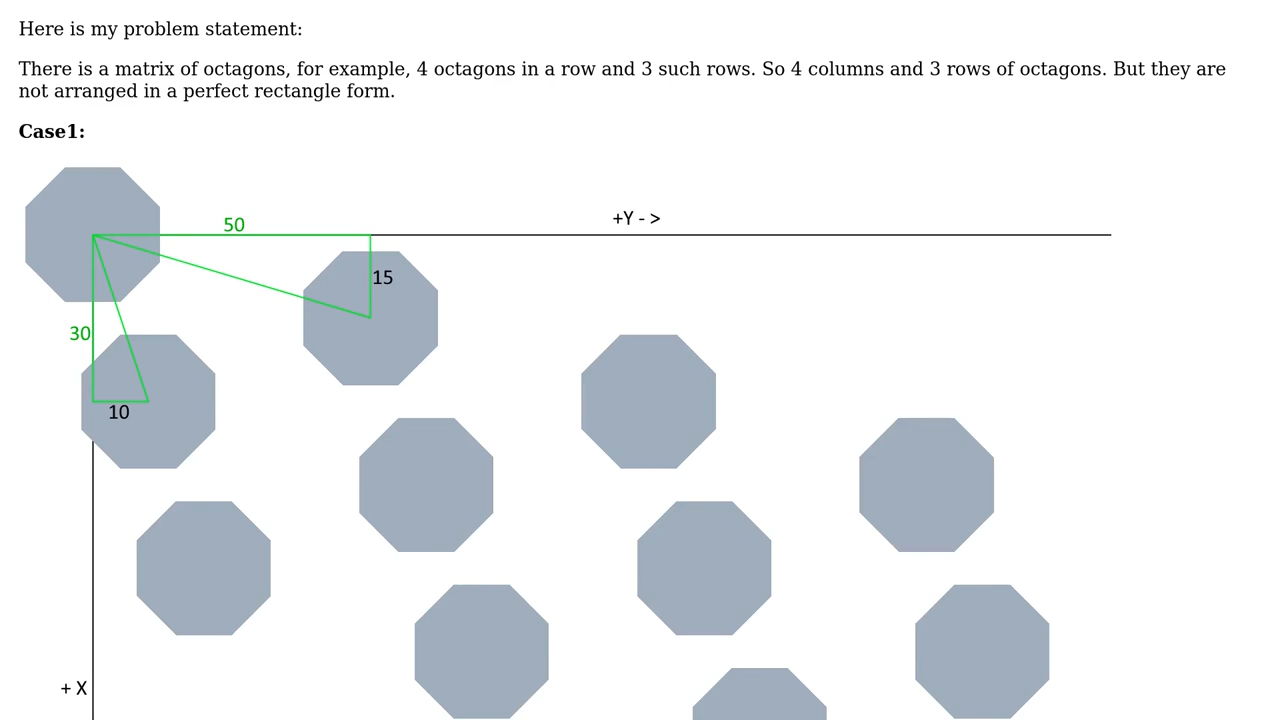 Here is my problem statement:
There is a matrix of octagons, for example, 4 octagons in a row and 3 such rows. So 4 columns and 3 rows of octagons. But they are
not arranged in a perfect rectangle form.
Case1:
+Y - >
50
15
30
10
+ X